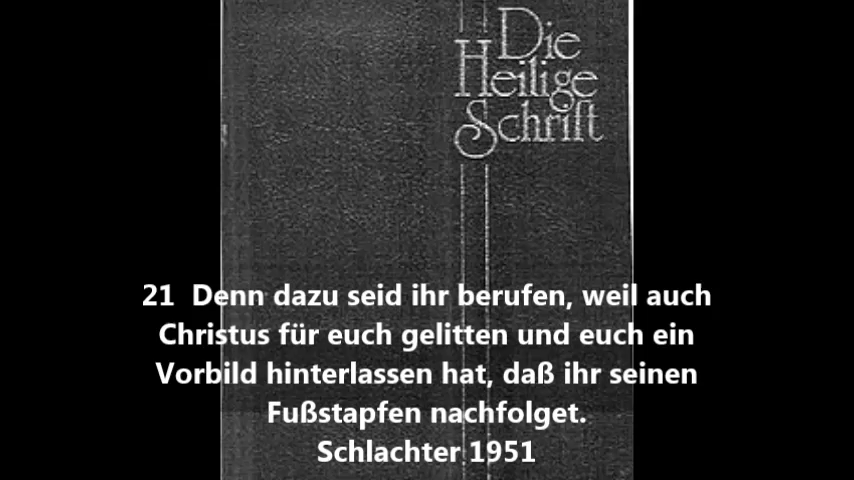 Die
Heilige
Schrift
21 Denn dazu seid ihr berufen, weil auch
Christus für euch gelitten und euch ein
Vorbild hinterlassen hat, daß ihr seinen
Fußstapfen nachfolget.
Schlachter 1951